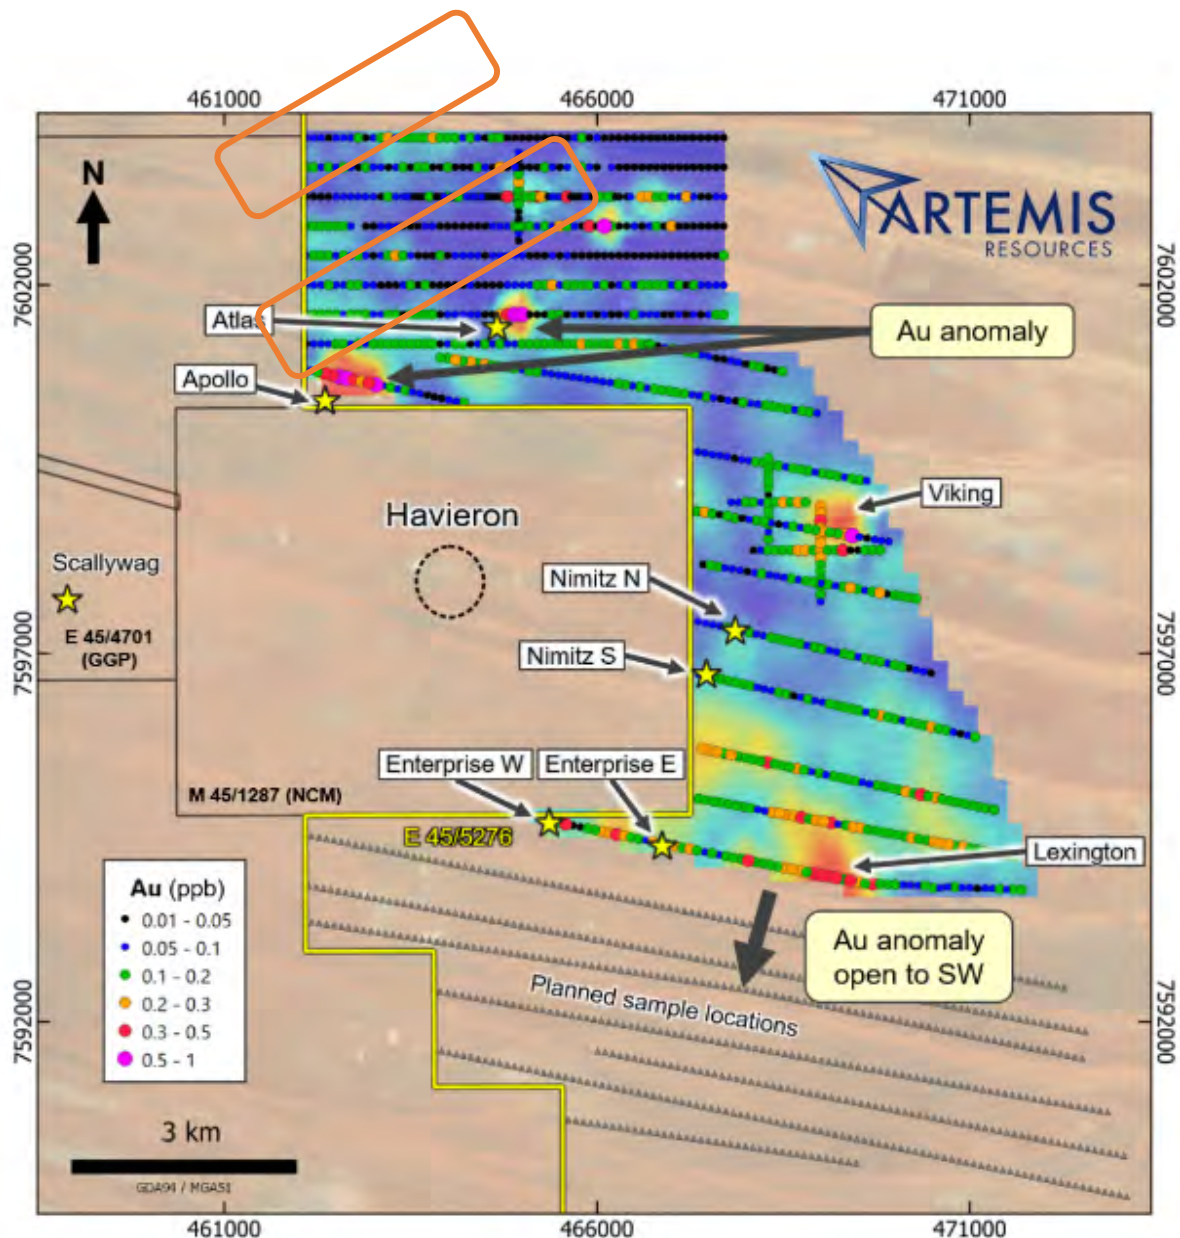 461000
466000
471000
N
ARTEMIS
RESOURCES
7602000
7602000
Atlas
Au anomaly
Apollo
Viking
Havieron
Scallywag
Nimitz N
E 45/4701
(GGP)
Nimitz S
7597000
7597000
Enterprise W
Enterprise E
M 45/1287 (NCM)
E 45/5276
Lexington
Au (ppb)
0.01 - 0.05
0.05 - 0.1
0.1 - 0.2
0.2 - 0.3
0.3 - 0.5
0.5 - 1
Au anomaly
open to SW
Planned sample locations
7592000
7592000
3 km
GDA94 / MGA51
461000
466000
471000